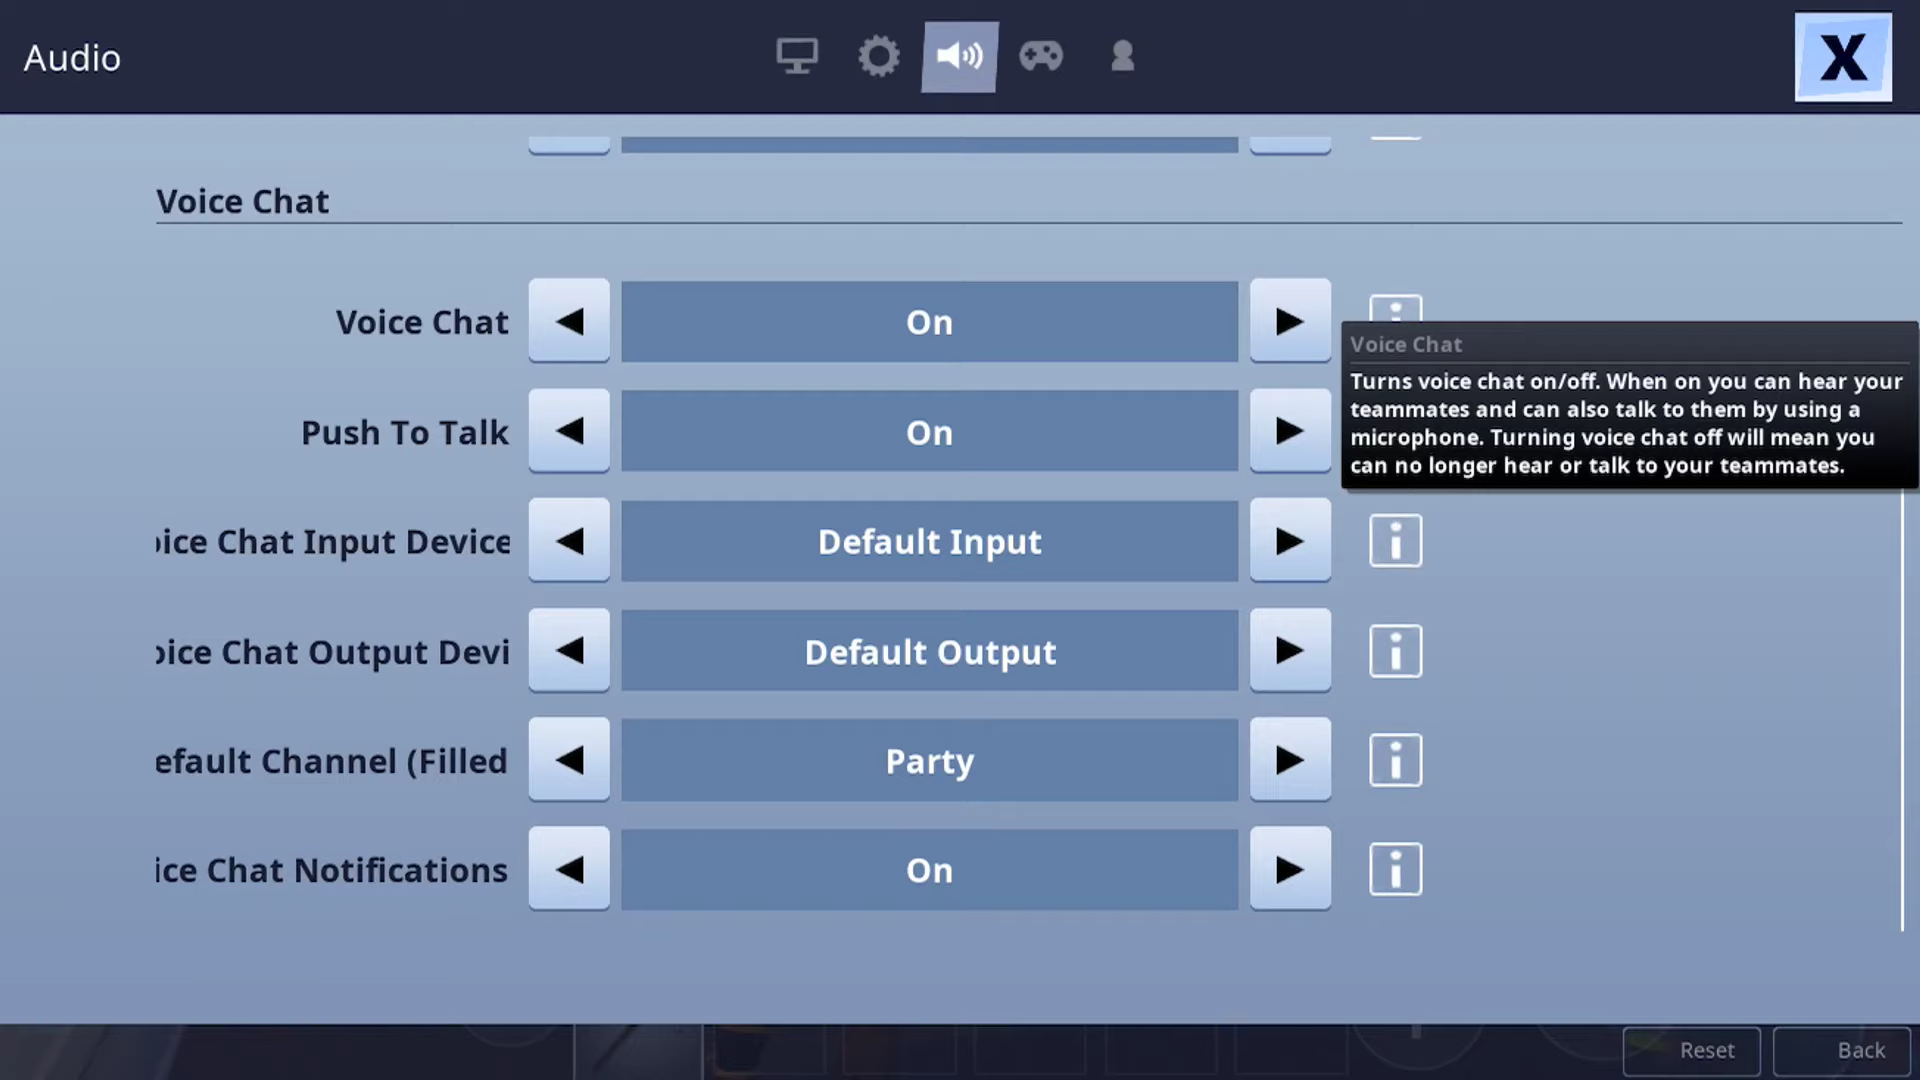 Audio
X
Voice Chat
Voice Chat
On
Push To Talk
On
Voice Chat
Turns voice chat on/off. When on you can hear your
teammates and can also talk to them by using a
microphone. Turning voice chat off will mean you
can no longer hear or talk to your teammates.
oice Chat Input Device
Default Input
oice Chat Output Devi
Default Output
efault Channel (Filled
Party
ice Chat Notifications
On
Reset
Back